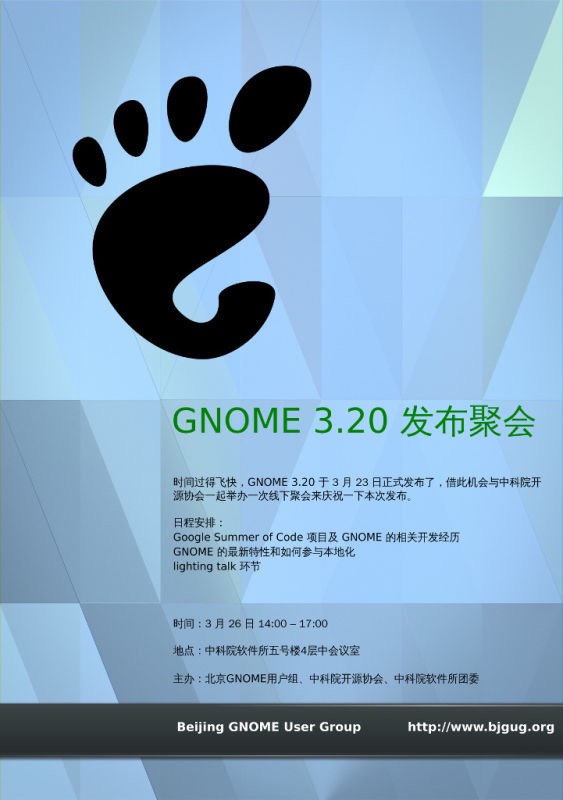 GNOME 3.20 发布聚会
时间过得飞快，GNOME 3.20 于 3 月 23 日正式发布了，借此机会与中科院开
源协会一起举办一次线下聚会来庆祝一下本次发布。
日程安排：
Google Summer of Code 项目及 GNOME 的相关开发经历
GNOME 的最新特性和如何参与本地化
lighting talk 环节
时间：3 月 26 日 14:00 – 17:00
地点：中科院软件所五号楼4层中会议室
主办：北京GNOME用户组、中科院开源协会、中科院软件所团委
Beijing GNOME User Group http://www.bjgug.org